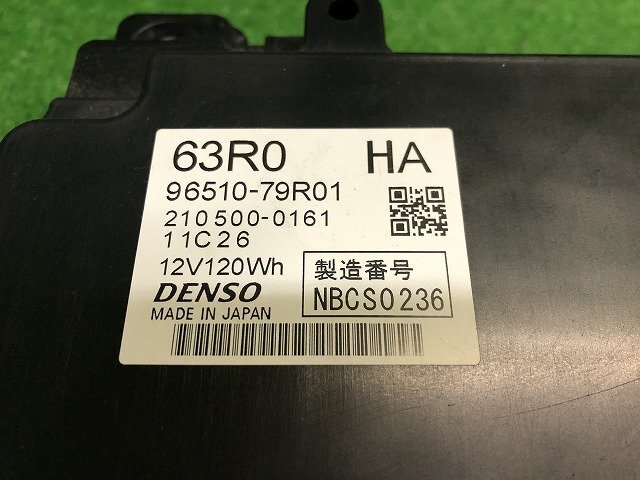 63R0 HA
96510-79R01
210500-0161
11C26
12V120Wh
DENSO
MADE IN JAPAN
製造番号
NBCS0236